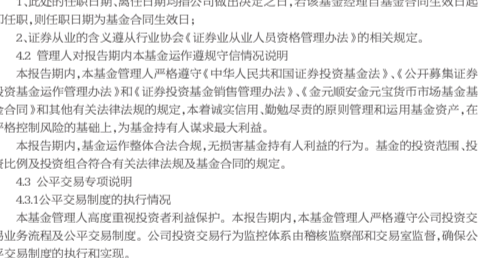 1、此处的任职日期、离任日期均指公司做出决定之日,若该基金经理自基金合同生效日起
即任职,则任职日期为基金合同生效日;
2、证券从业的含义遵从行业协会《证券业从业人员资格管理办法》的相关规定。
4.2 管理人对报告期内本基金运作遵规守信情况说明
本报告期内,本基金管理人严格遵守《中华人民共和国证券投资基金法》、《公开募集证券
投资基金运作管理办法》和《证券投资基金销售管理办法》、《金元顺安金元宝货币市场基金基
金合同》和其他有关法律法规的规定,本着诚实信用、勤勉尽责的原则管理和运用基金资产,在
严格控制风险的基础上,为基金持有人谋求最大利益。
本报告期内,基金运作整体合法合规,无损害基金持有人利益的行为。基金的投资范围、投
资比例及投资组合符合有关法律法规及基金合同的规定。
4.3 公平交易专项说明
4.3.1公平交易制度的执行情况
本基金管理人高度重视投资者利益保护。本报告期内,本基金管理人严格遵守公司投资交
易业务流程及公平交易制度。公司投资交易行为监控体系由稽核监察部和交易室监督,确保公
平交易制度的执行和实现。